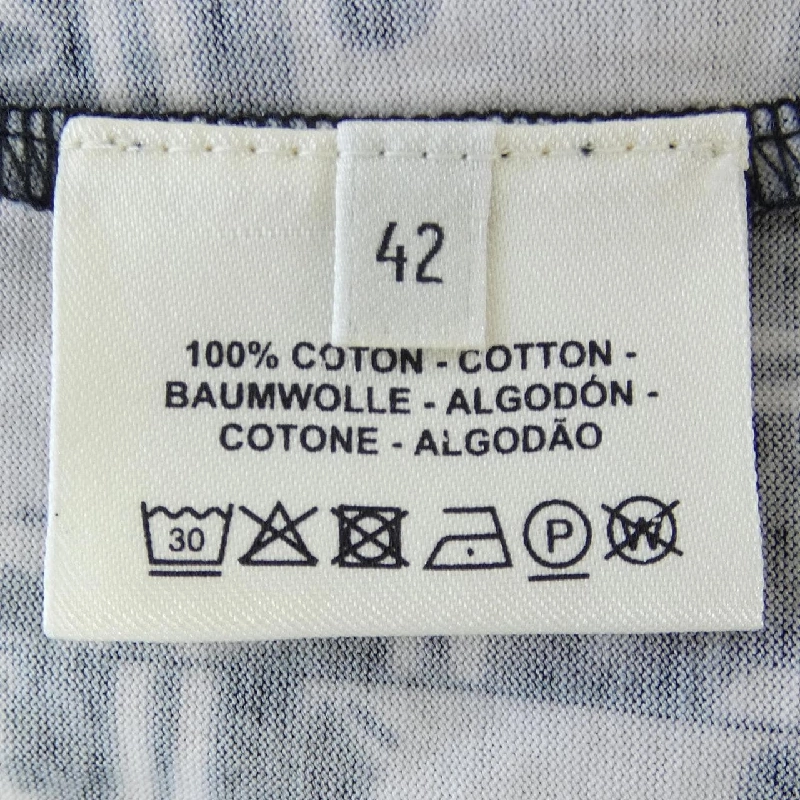 42
100% COTON - COTTON -
BAUMWOLLE - ALGODÓN -
COTONE - ALGODÃO
30 P W